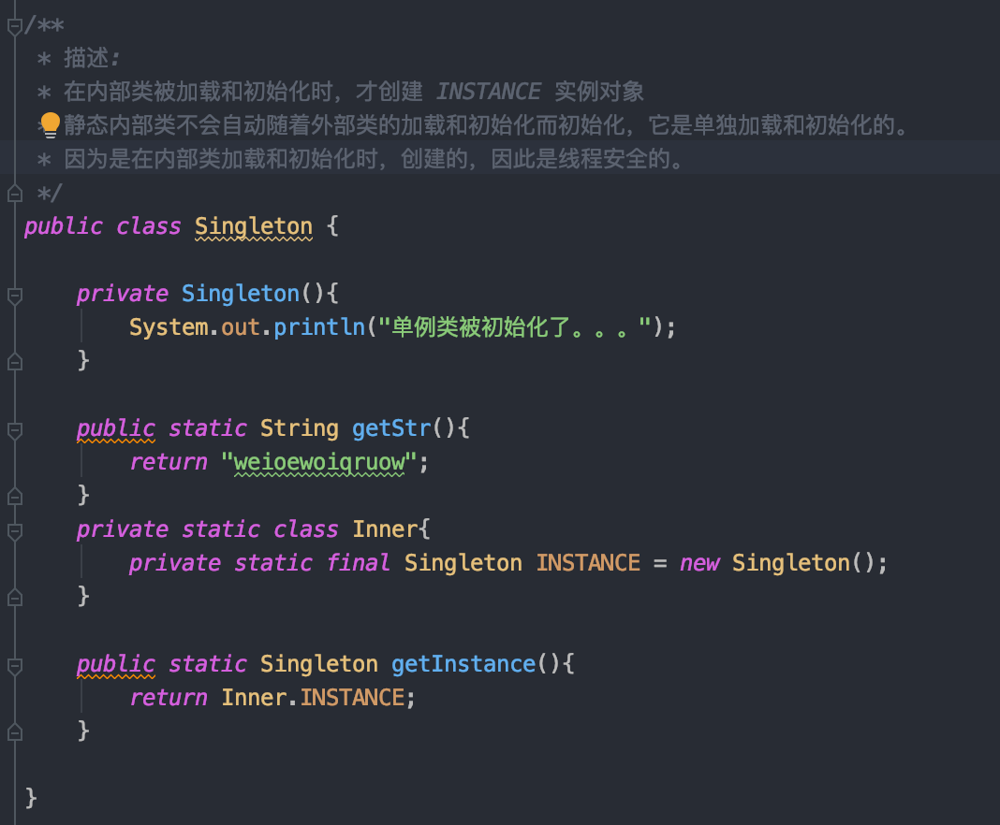 /**
* 描述:
* 在内部类被加载和初始化时，才创建 INSTANCE 实例对象
* 静态内部类不会自动随着外部类的加载和初始化而初始化，它是单独加载和初始化的。
* 因为是在内部类加载和初始化时，创建的，因此是线程安全的。
*/
public class Singleton {
private Singleton(){
System.out.println("单例类被初始化了。。。");
}
public static String getStr(){
return "weioewoiqruow";
}
private static class Inner{
private static final Singleton INSTANCE = new Singleton();
}
public static Singleton getInstance(){
return Inner.INSTANCE;
}
}